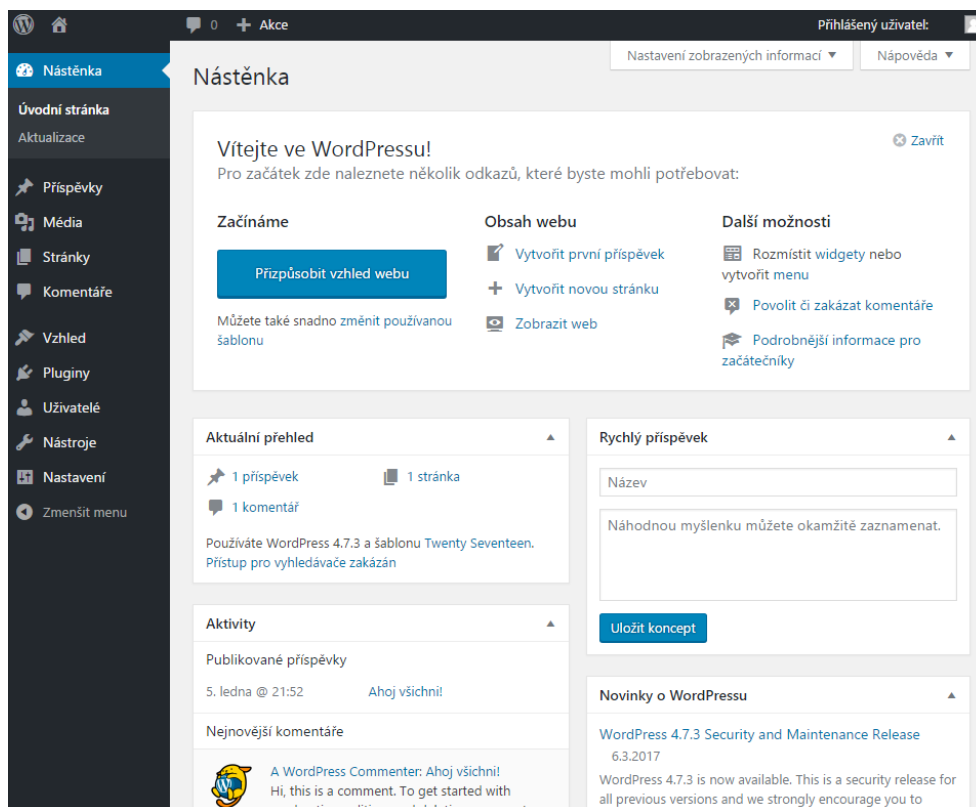 0 Akce
Přihlášený uživatel:
Nástěnka
Úvodní stránka
Aktualizace
Příspěvky
Média
Stránky
Komentáře
Vzhled
Pluginy
Uživatelé
Nástroje
Nastavení
Zmenšit menu
Nastavení zobrazených informací
Nápověda
Nástěnka
Vítejte ve WordPressu!
Zavřít
Pro začátek zde naleznete několik odkazů, které byste mohli potřebovat:
Začínáme
Přizpůsobit vzhled webu
Můžete také snadno změnit používanou
šablonu
Obsah webu
Vytvořit první příspěvek
Vytvořit novou stránku
Zobrazit web
Další možnosti
Rozmístit widgety nebo
vytvořit menu
Povolit či zakázat komentáře
Podrobnější informace pro
začátečníky
Aktuální přehled
1 příspěvek
1 stránka
1 komentář
Používáte WordPress 4.7.3 a šablonu Twenty Seventeen.
Přístup pro vyhledávače zakázán
Aktivity
Publikované příspěvky
5. ledna @ 21:52 Ahoj všichni!
Nejnovější komentáře
A WordPress Commenter: Ahoj všichni!
Hi, this is a comment. To get started with
Rychlý příspěvek
Název
Náhodnou myšlenku můžete okamžitě zaznamenat.
Uložit koncept
Novinky o WordPressu
WordPress 4.7.3 Security and Maintenance Release
6.3.2017
WordPress 4.7.3 is now available. This is a security release for
all previous versions and we strongly encourage you to